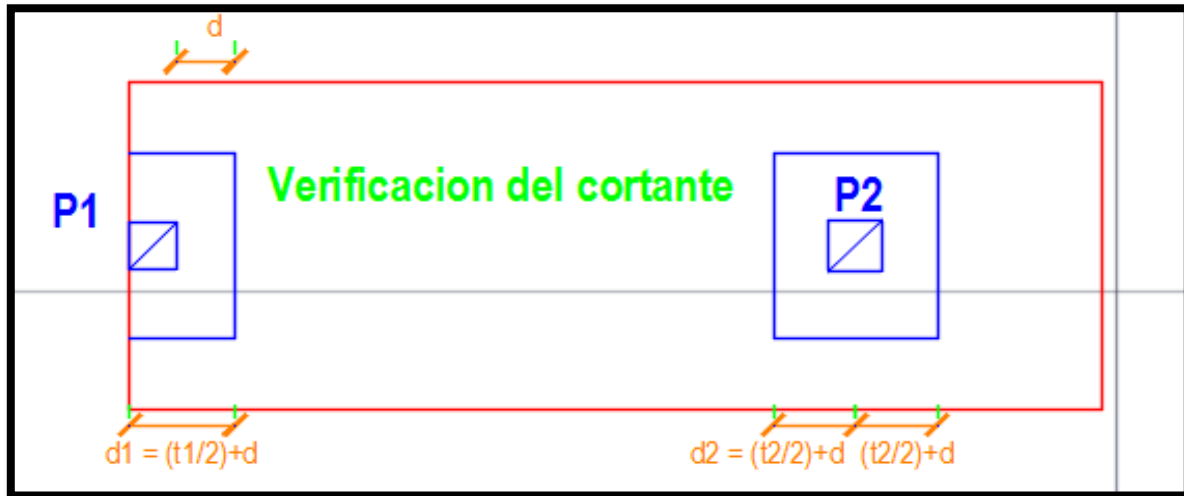 d
Verificacion del cortante
P1
P2
d1 = (t1/2)+d
d2 = (t2/2)+d (t2/2)+d